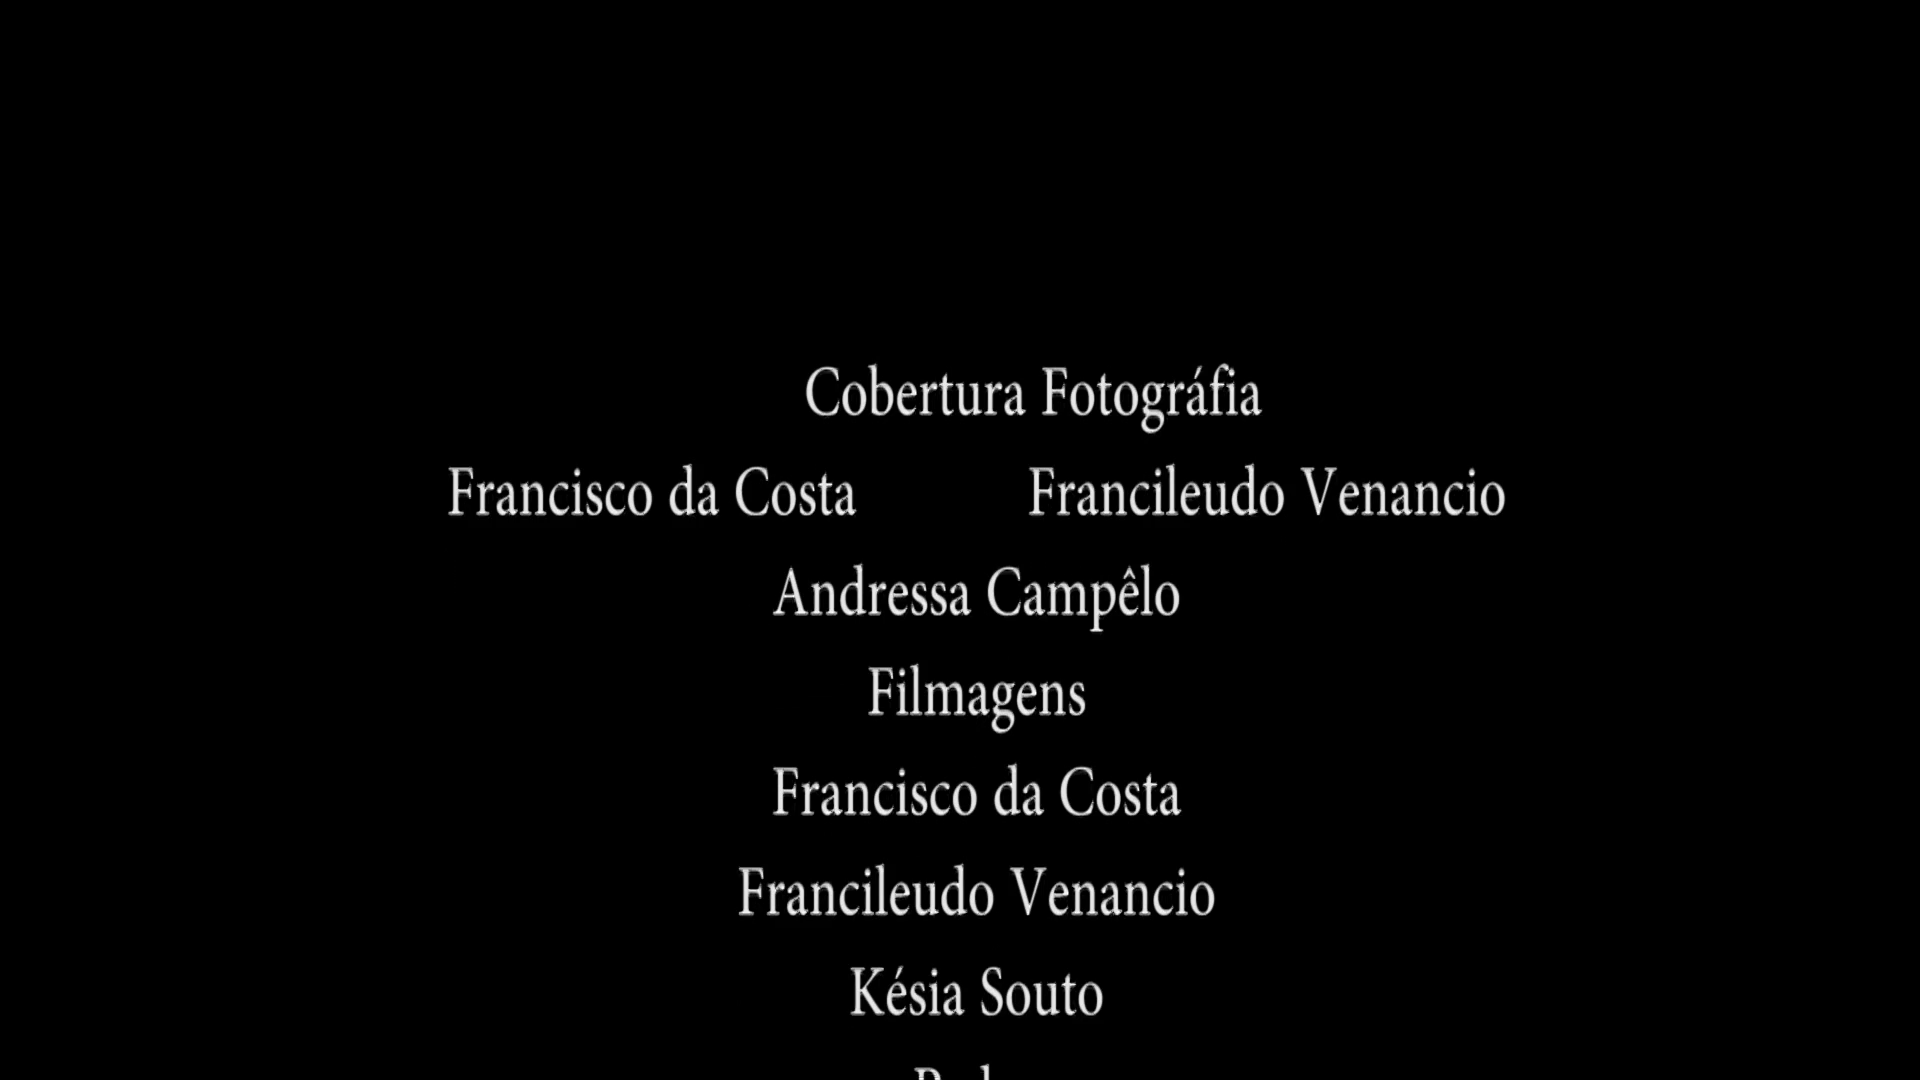 Cobertura Fotográfia
Francisco da Costa Francileudo Venancio
Andressa Campêlo
Filmagens
Francisco da Costa
Francileudo Venancio
Késia Souto